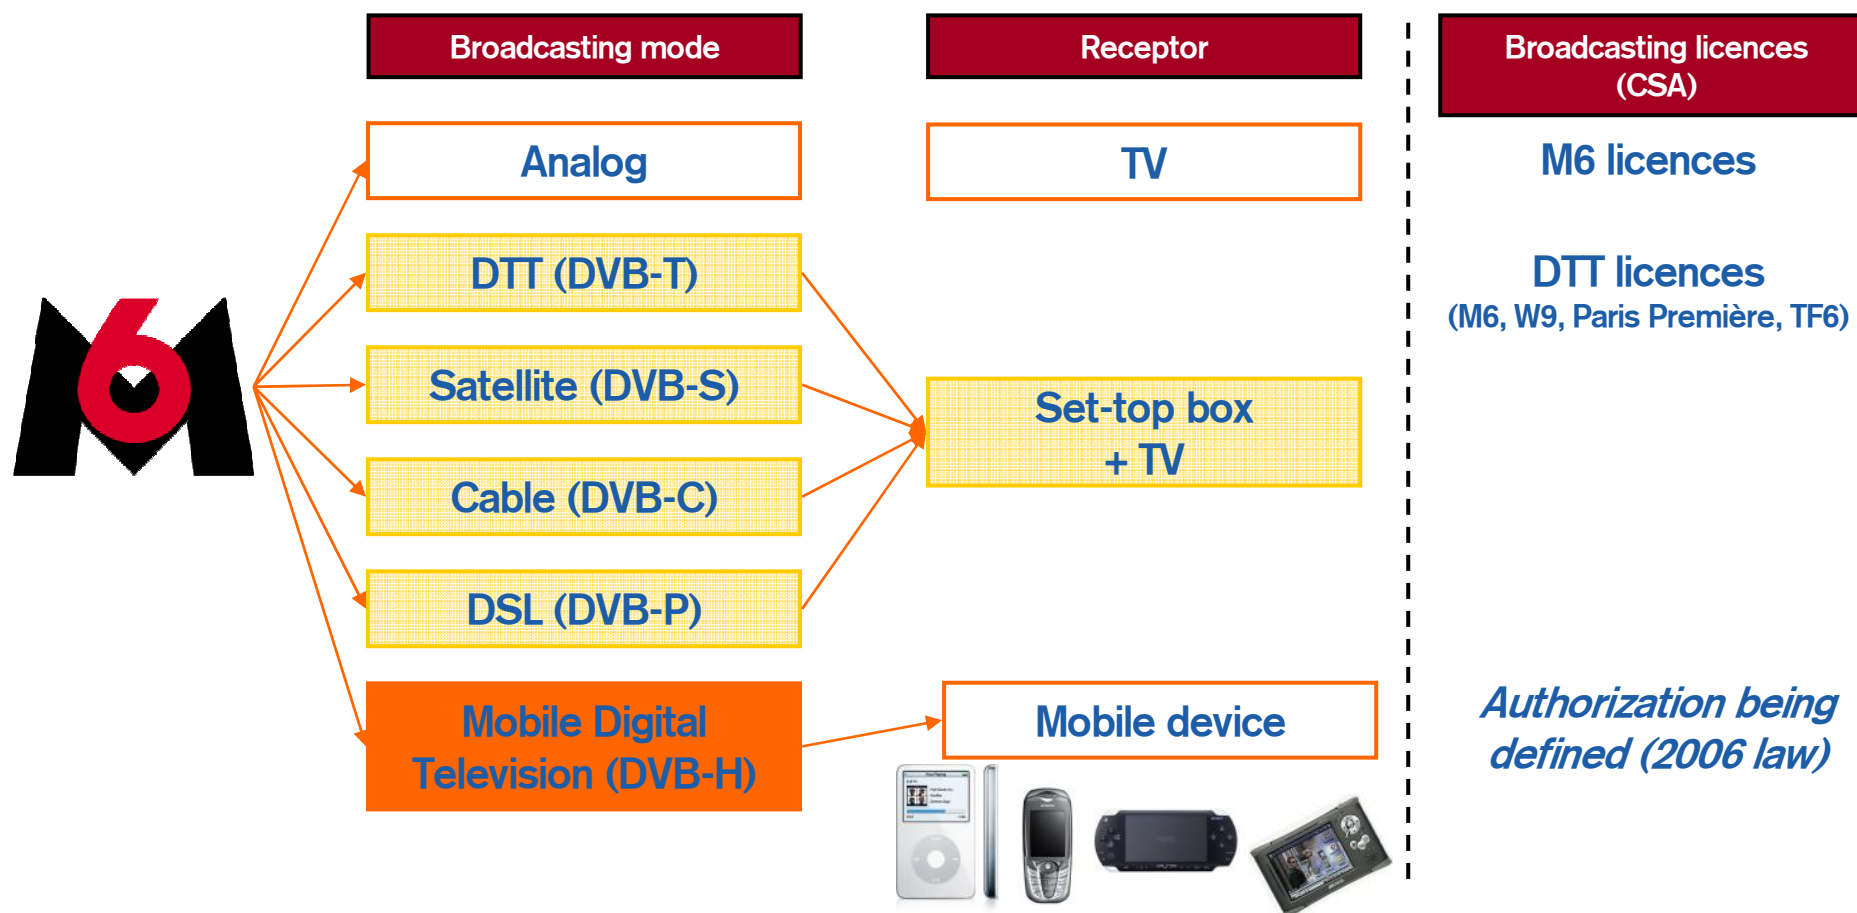 Broadcasting mode
Receptor
Broadcasting licences
(CSA)
Analog
TV
M6 licences
DTT (DVB-T)
DTT licences
(M6, W9, Paris Première, TF6)
M6
Satellite (DVB-S)
Set-top box
+ TV
Cable (DVB-C)
DSL (DVB-P)
Mobile Digital
Television (DVB-H)
Mobile device
Authorization being
defined (2006 law)